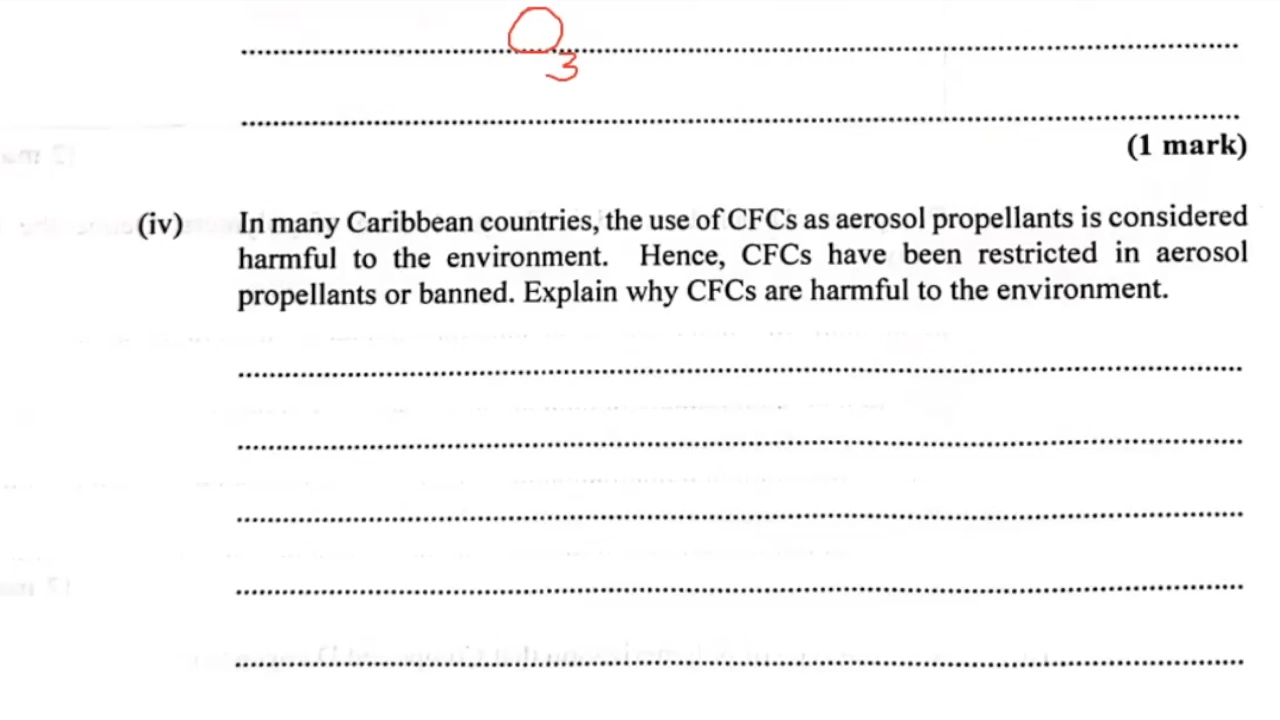 O3
(1 mark)
(iv) In many Caribbean countries, the use of CFCs as aerosol propellants is considered
harmful to the environment. Hence, CFCs have been restricted in aerosol
propellants or banned. Explain why CFCs are harmful to the environment.